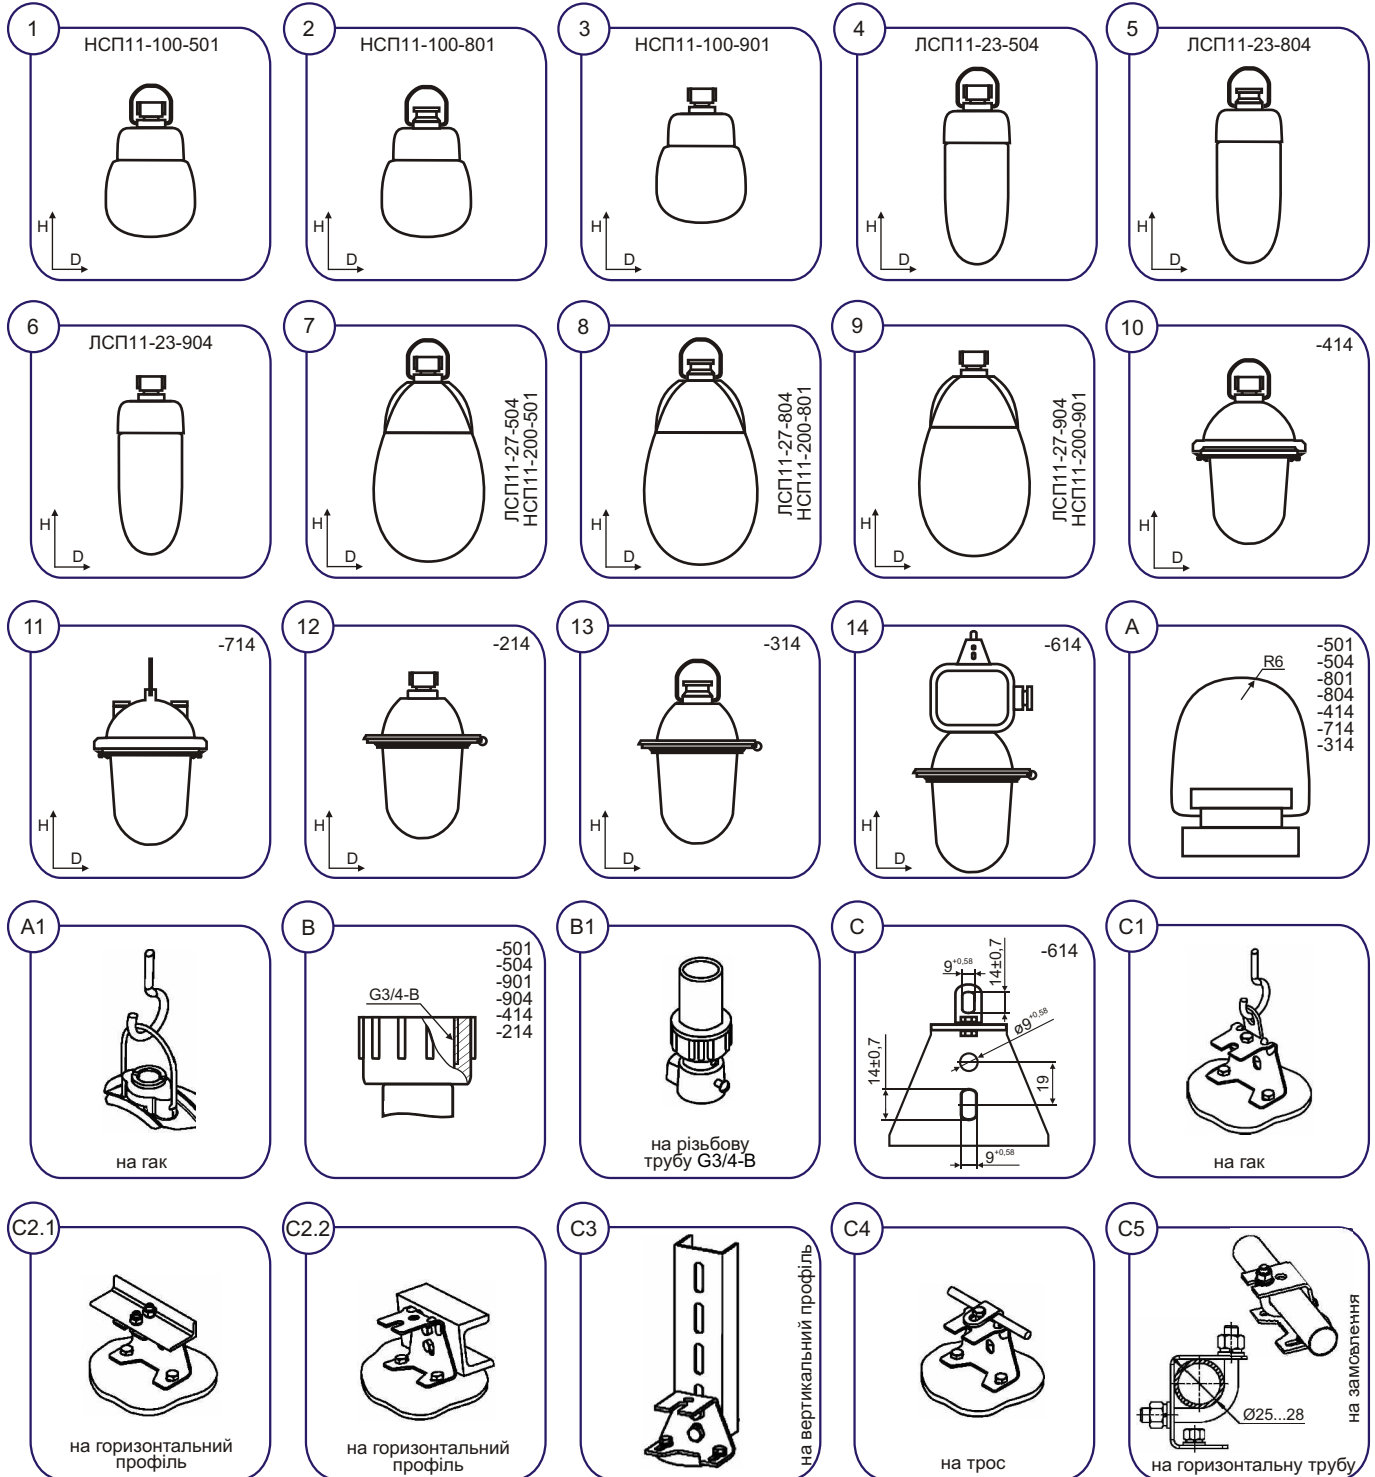 1
НСП11-100-501
H
D
2
НСП11-100-801
H
D
3
НСП11-100-901
H
D
4
ЛСП11-23-504
H
D
5
ЛСП11-23-804
H
D
6
ЛСП11-23-904
H
D
7
ЛСП11-27-504
НСП11-200-501
H
D
8
ЛСП11-27-804
НСП11-200-801
H
D
9
ЛСП11-27-904
НСП11-200-901
H
D
10
-414
H
D
11
-714
H
D
12
-214
H
D
13
-314
H
D
14
-614
H
D
A
R6
-501
-504
-801
-804
-414
-714
-314
A1
на гак
B
G3/4-B
-501
-504
-901
-904
-414
-214
B1
на різьбову
трубу G3/4-B
C
-614
9+0,58
14±0,7
ø9+0,58
14±0,7
19
9+0,58
C1
на гак
C2.1
на горизонтальний
профіль
C2.2
на горизонтальний
профіль
C3
на вертикальний профіль
C4
на трос
C5
на замовлення
Ø25...28
на горизонтальну трубу